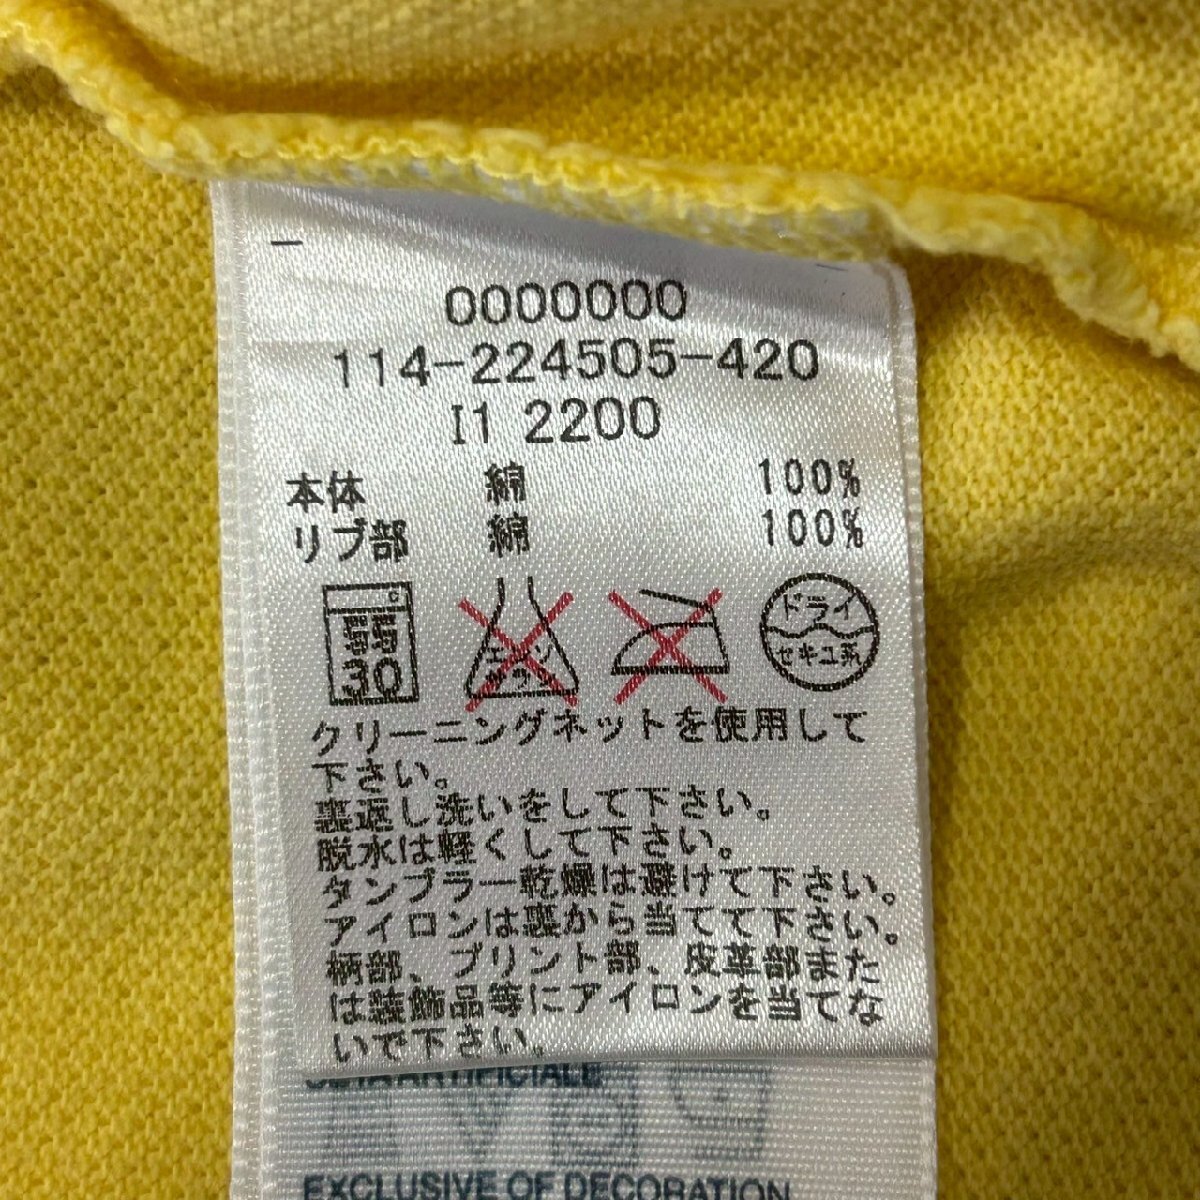 0000000
114-224505-420
I1 2200
本体 綿 100%
リブ部 綿 100%
30
ドライ
セキユ系
クリーニングネットを使用して
下さい。
裏返し洗いをして下さい。
脱水は軽くして下さい。
タンブラー乾燥は避けて下さい。
アイロンは裏から当てて下さい。
柄部、プリント部、皮革部また
は装飾品等にアイロンを当てな
いで下さい。
SETA ARTIFICIALE
EXCLUSIVE OF DECORATION